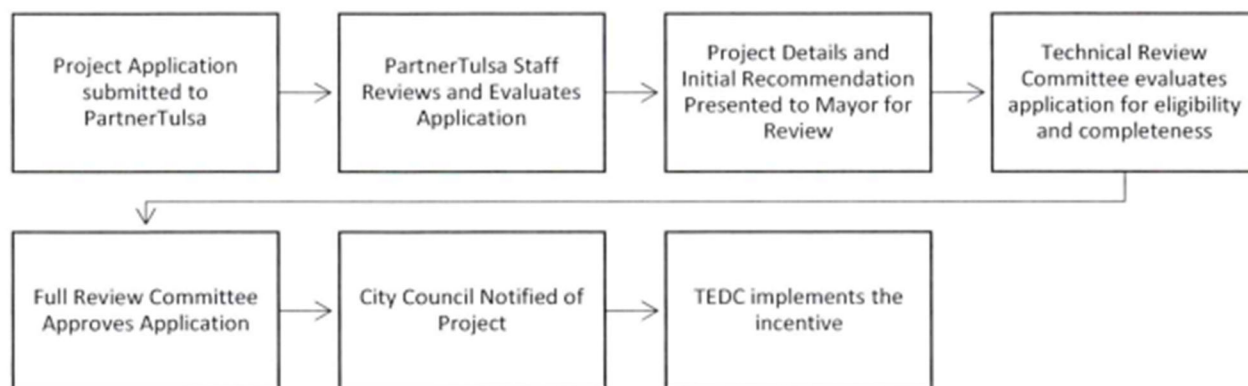 Project Application
submitted to
PartnerTulsa
PartnerTulsa Staff
Reviews and Evaluates
Application
Project Details and
Initial Recommendation
Presented to Mayor for
Review
Technical Review
Committee evaluates
application for eligibility
and completeness
Full Review Committee
Approves Application
City Council Notified of
Project
TEDC implements the
incentive